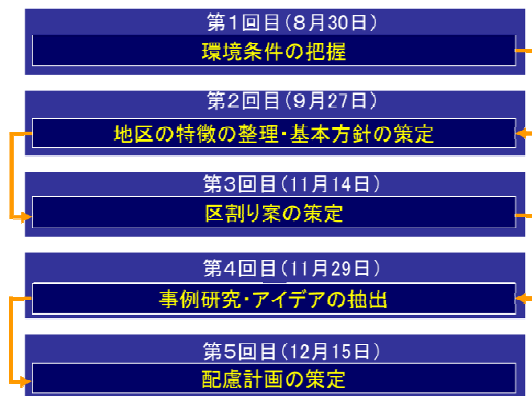 第1回目(8月30日)
環境条件の把握
第2回目(9月27日)
地区の特徴の整理・基本方針の策定
第3回目(11月14日)
区割り案の策定
第4回目(11月29日)
事例研究・アイデアの抽出
第5回目(12月15日)
配慮計画の策定